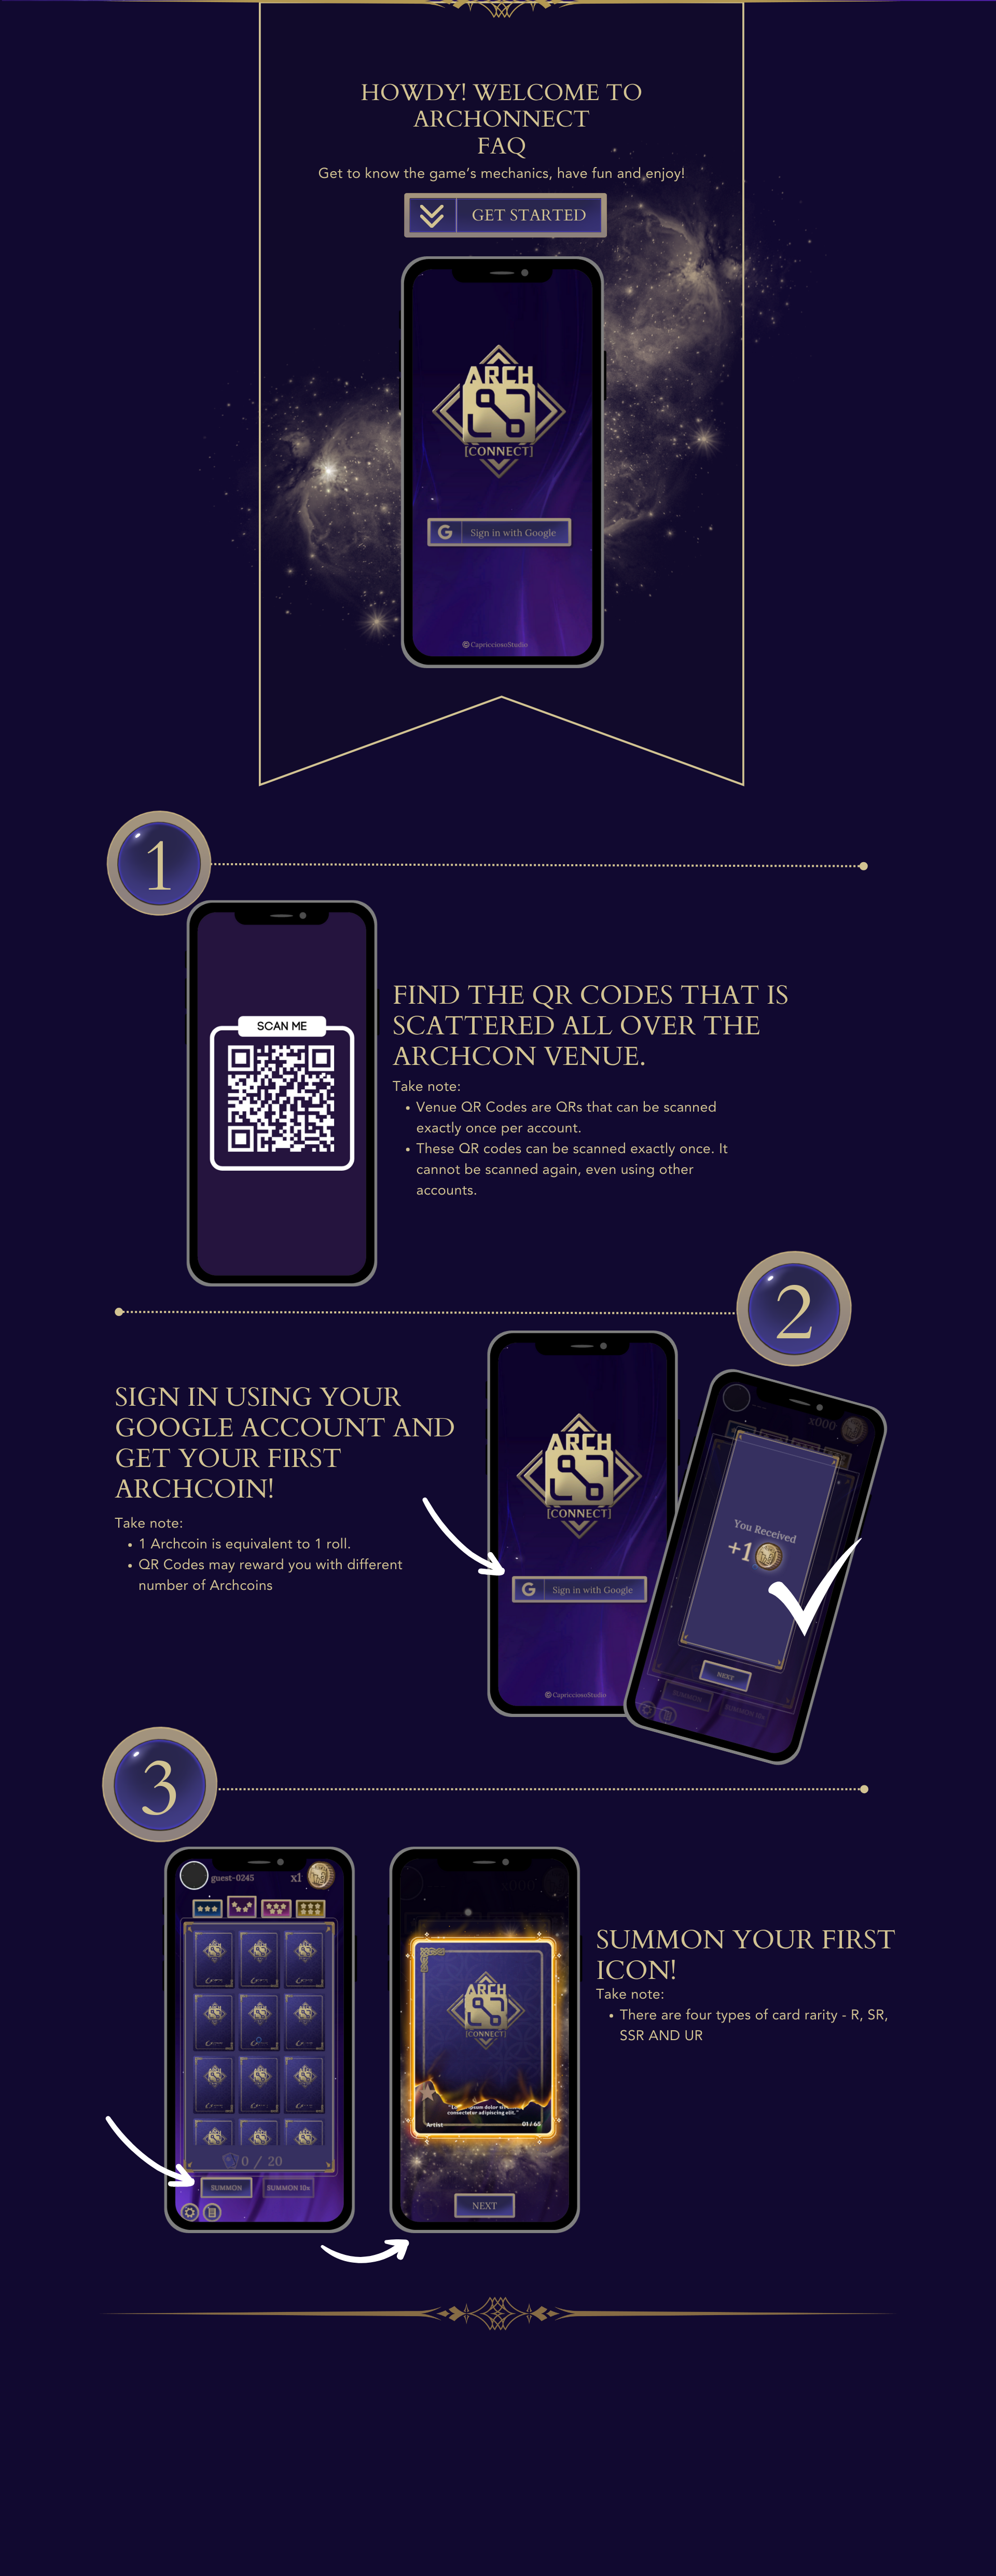 HOWDY! WELCOME TO
ARCHONNECT
FAQ
Get to know the game's mechanics, have fun and enjoy!
GET STARTED
ARCH
[CONNECT]
G Sign in with Google
©CapricciosoStudio
1
SCAN ME
FIND THE QR CODES THAT IS
SCATTERED ALL OVER THE
ARCHCON VENUE.
Take note:
• Venue QR Codes are QRs that can be scanned
exactly once per account.
• These QR codes can be scanned exactly once. It
cannot be scanned again, even using other
accounts.
2
SIGN IN USING YOUR
GOOGLE ACCOUNT AND
GET YOUR FIRST
ARCHCOIN!
Take note:
• 1 Archcoin is equivalent to 1 roll.
• QR Codes may reward you with different
number of Archcoins
ARCH
[CONNECT]
G Sign in with Google
©CapricciosoStudio
x000
You Received
+1
NEXT
SUMMON
SUMMON 10x
3
guest-0245
x1
0 / 20
SUMMON
SUMMON 10x
x000
ARCH
[CONNECT]
consectetur adipiscing elit."
Artist
01 / 65
NEXT
SUMMON YOUR FIRST
ICON!
Take note:
• There are four types of card rarity - R, SR,
SSR AND UR